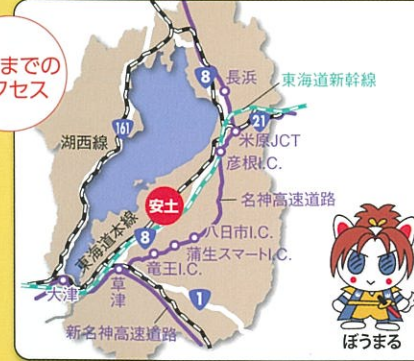 までの
クセス
8
長浜
東海道新幹線
161
21
湖西線
米原JCT
彦根I.C.
安土
名神高速道路
東海道本線
8
八日市I.C.
蒲生スマートI.C.
竜王I.C.
大津
草津
1
新名神高速道路
ぼうまる